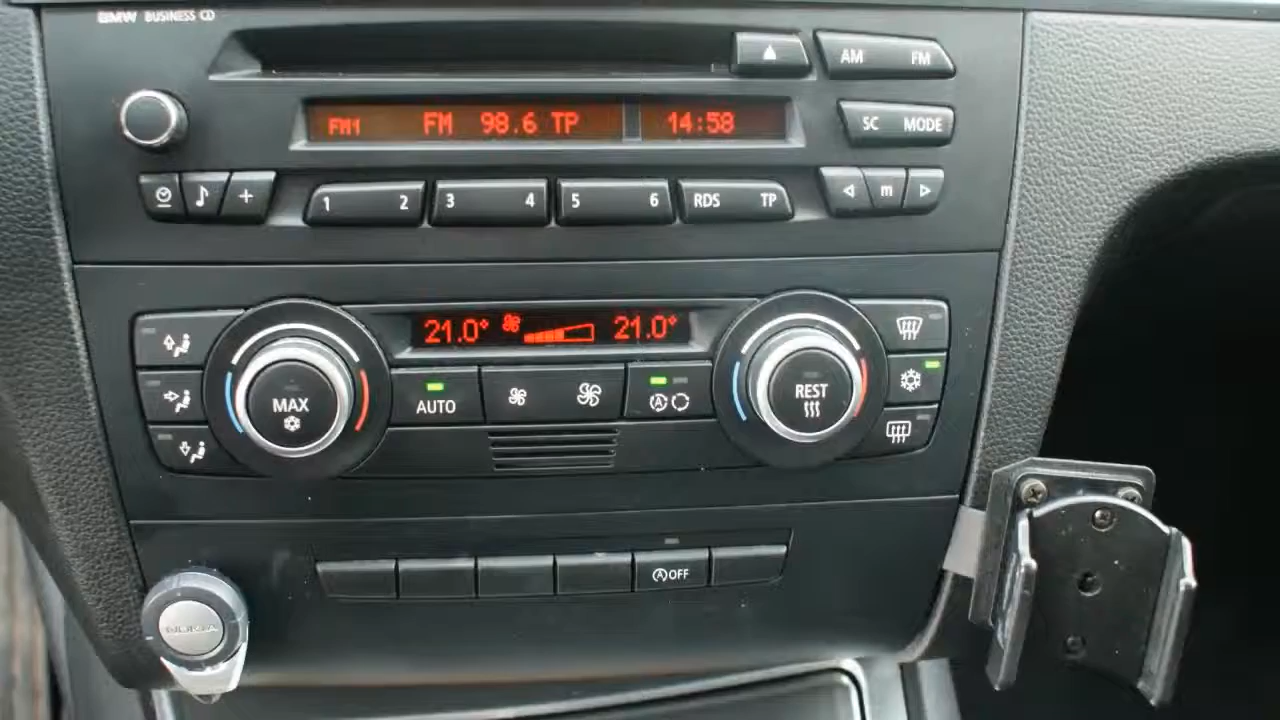 BMW BUSINESS CD
AM FM
FM1 FM 98.6 TP 14:58
SC MODE
1 2 3 4 5 6 RDS TP m
21.0° 21.0°
MAX AUTO A REST
A OFF
NOKIA